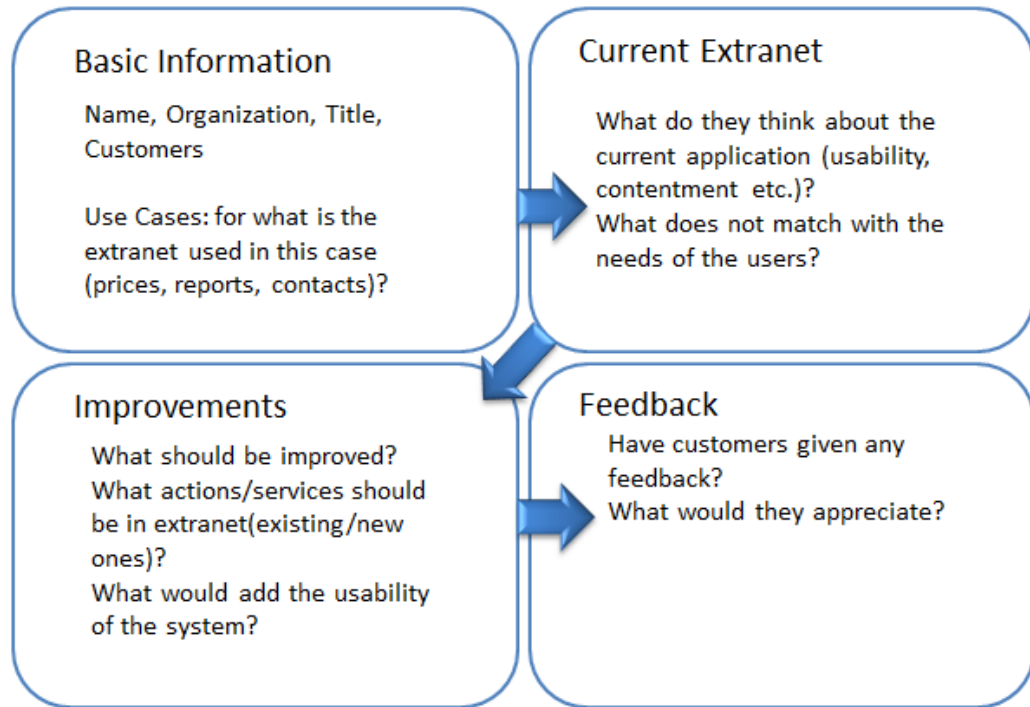 Basic Information
Name, Organization, Title,
Customers
Use Cases: for what is the
extranet used in this case
(prices, reports, contacts)?
Current Extranet
What do they think about the
current application (usability,
contentment etc.)?
What does not match with the
needs of the users?
Improvements
What should be improved?
What actions/services should
be in extranet(existing/new
ones)?
What would add the usability
of the system?
Feedback
Have customers given any
feedback?
What would they appreciate?